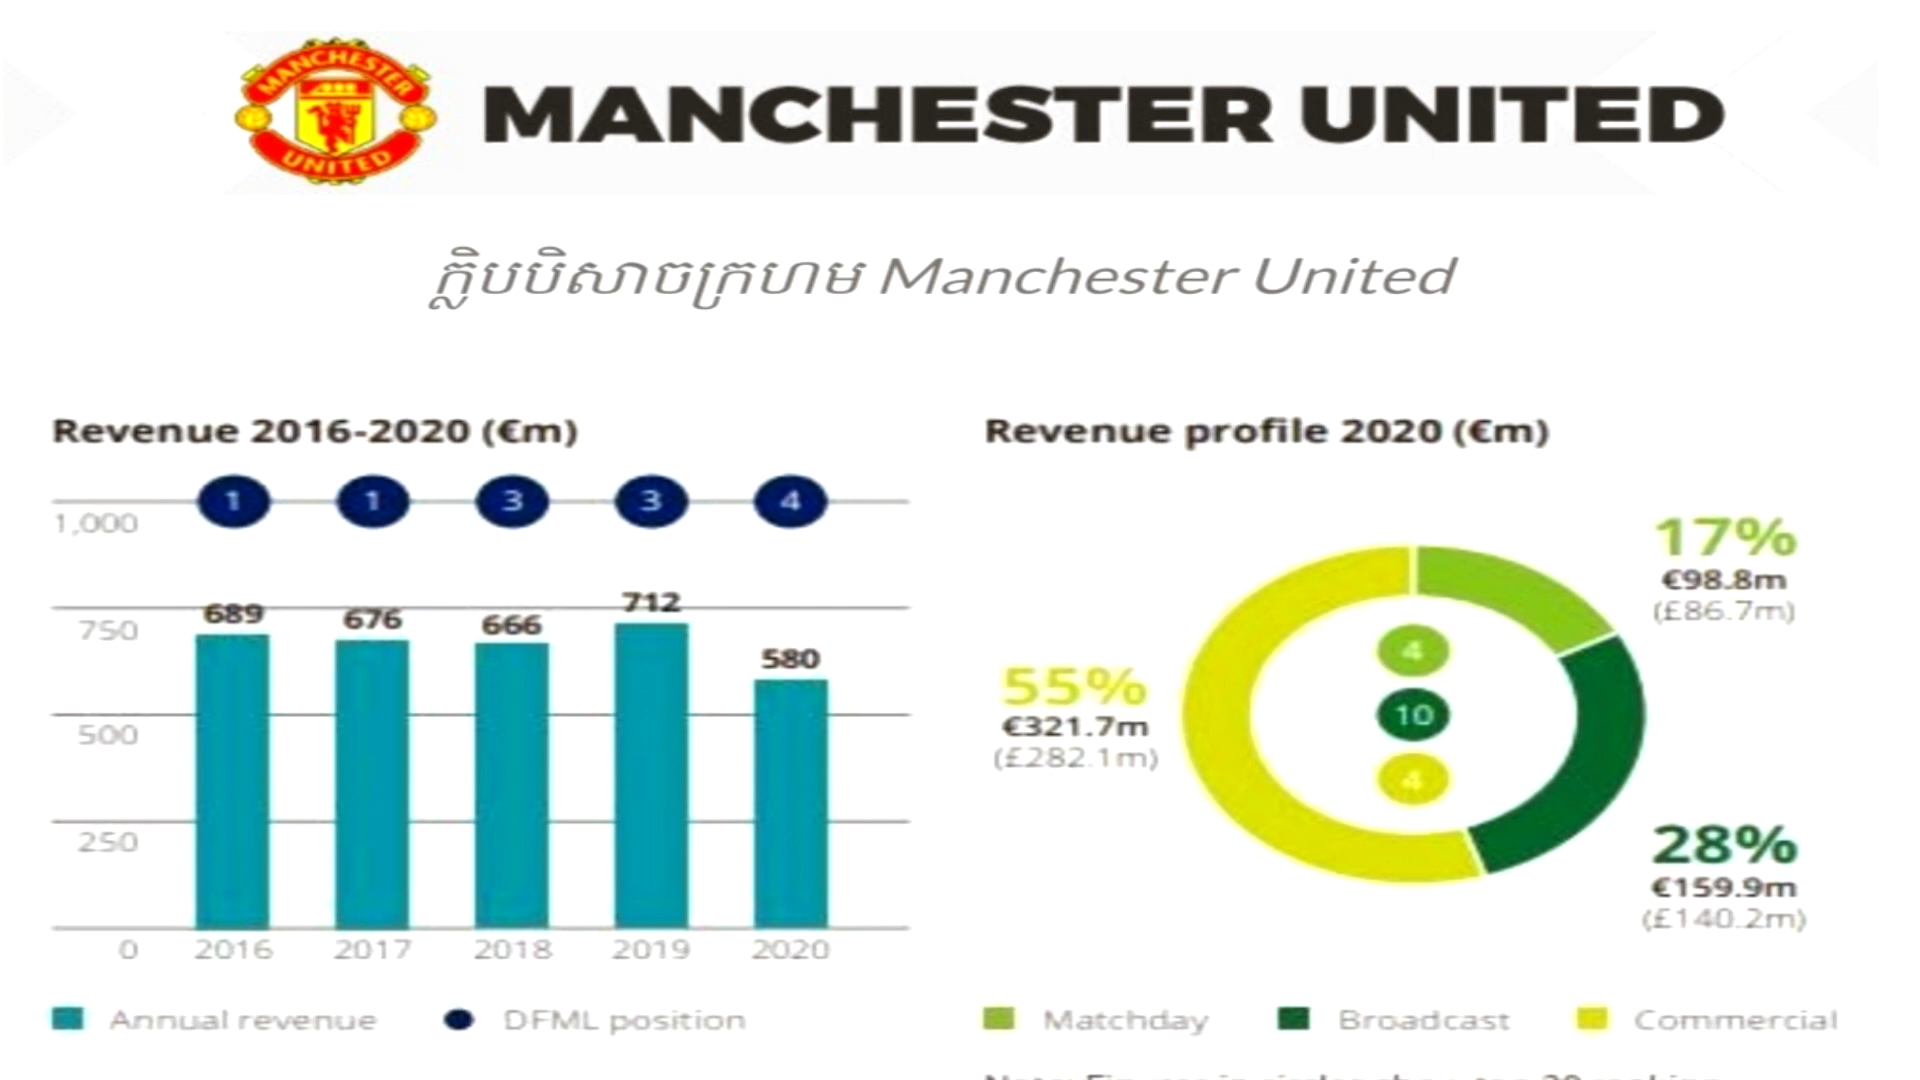 MANCHESTER
UNITED
MANCHESTER UNITED
ក្លិបបិសាចក្រហម Manchester United
Revenue 2016-2020 (€m)
1 1 3 3 4
1,000
750
500
250
0
689 676 666 712 580
2016 2017 2018 2019 2020
Annual revenue DFML position
Revenue profile 2020 (€m)
17%
€98.8m
(£86.7m)
55%
€321.7m
(£282.1m)
4
10
4
28%
€159.9m
(£140.2m)
Matchday Broadcast Commercial